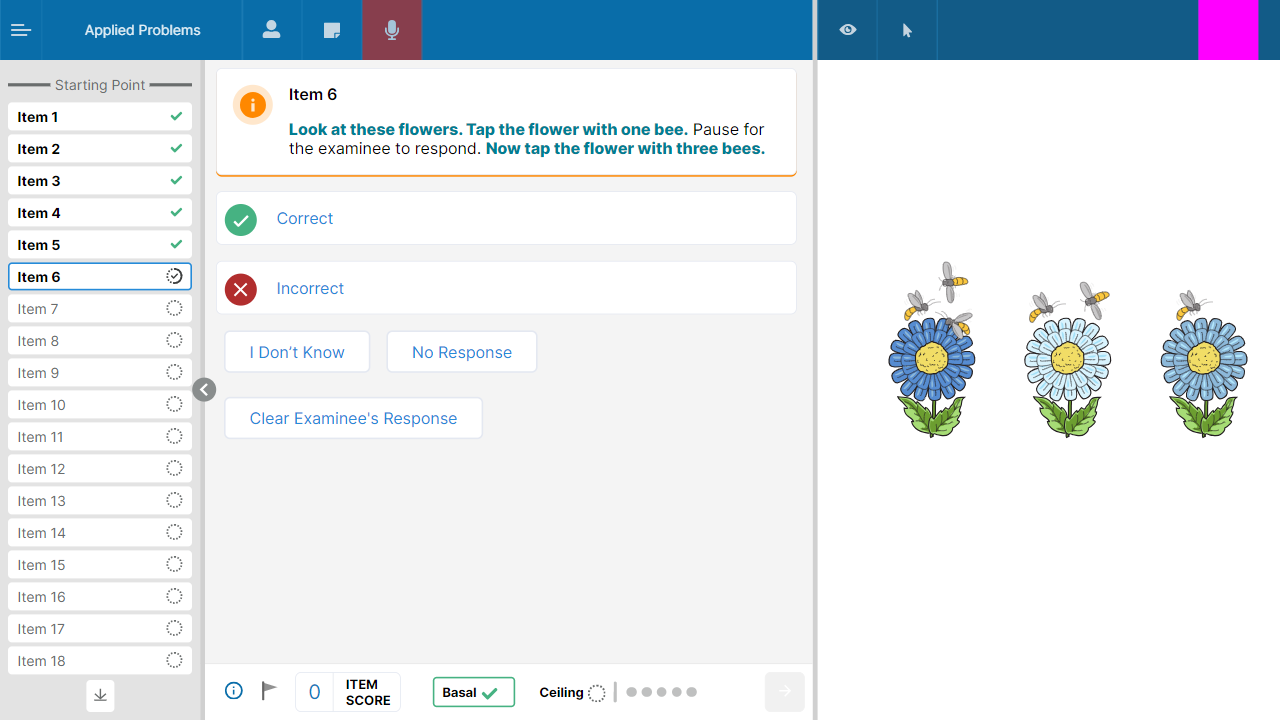 Applied Problems
Starting Point
Item 1
Item 2
Item 3
Item 4
Item 5
Item 6
Item 7
Item 8
Item 9
Item 10
Item 11
Item 12
Item 13
Item 14
Item 15
Item 16
Item 17
Item 18
Item 6
Look at these flowers. Tap the flower with one bee. Pause for
the examinee to respond. Now tap the flower with three bees.
Correct
Incorrect
I Don’t Know
No Response
Clear Examinee's Response
0
ITEM
SCORE
Basal
Ceiling